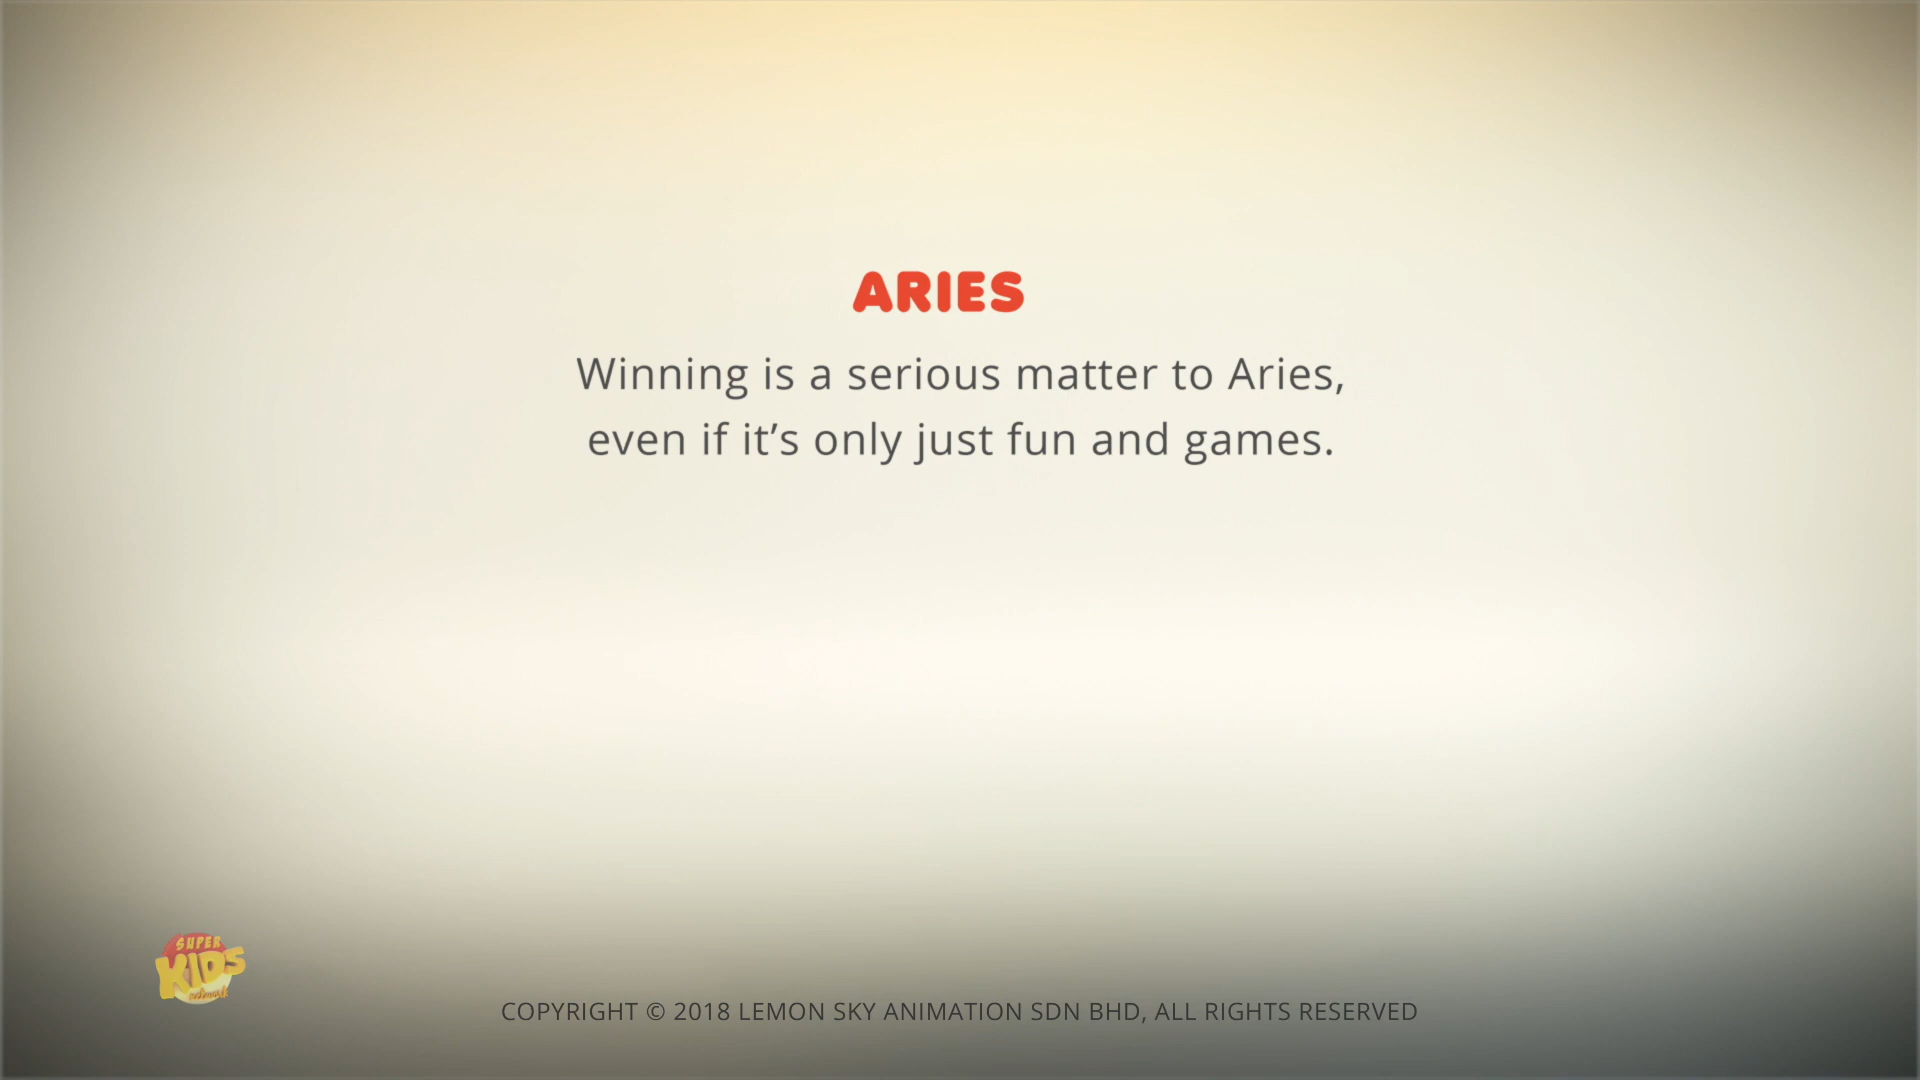 ARIES
Winning is a serious matter to Aries,
even if it’s only just fun and games.
SUPER
KIDS
network
COPYRIGHT © 2018 LEMON SKY ANIMATION SDN BHD, ALL RIGHTS RESERVED